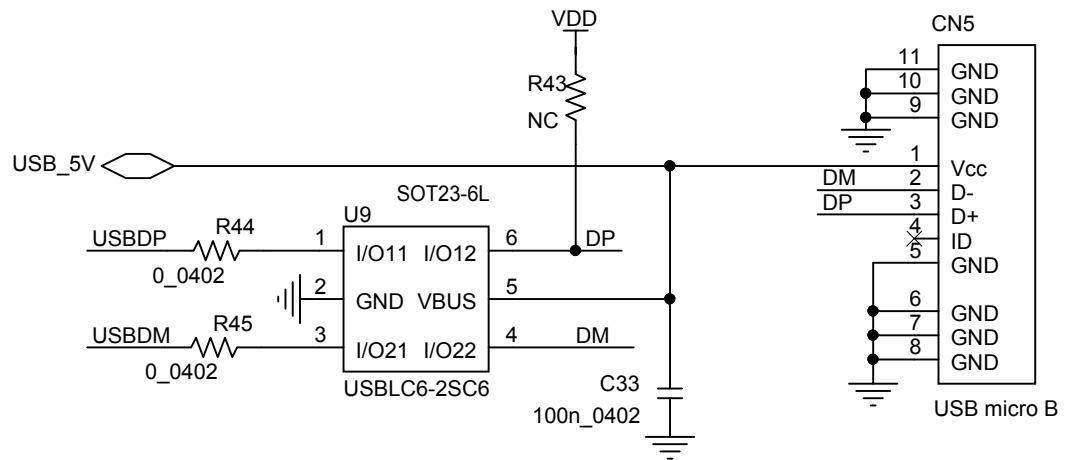 VDD
CN5
R43
NC
11
GND
10
GND
9
GND
USB_5V
1
Vcc
DM
2
D-
DP
3
D+
4
ID
5
GND
6
GND
7
GND
8
GND
USB micro B
SOT23-6L
U9
USBDP
R44
0_0402
1
I/O11
I/O12
6
DP
2
GND
VBUS
5
USBDM
R45
0_0402
3
I/O21
I/O22
4
DM
USBLC6-2SC6
C33
100n_0402